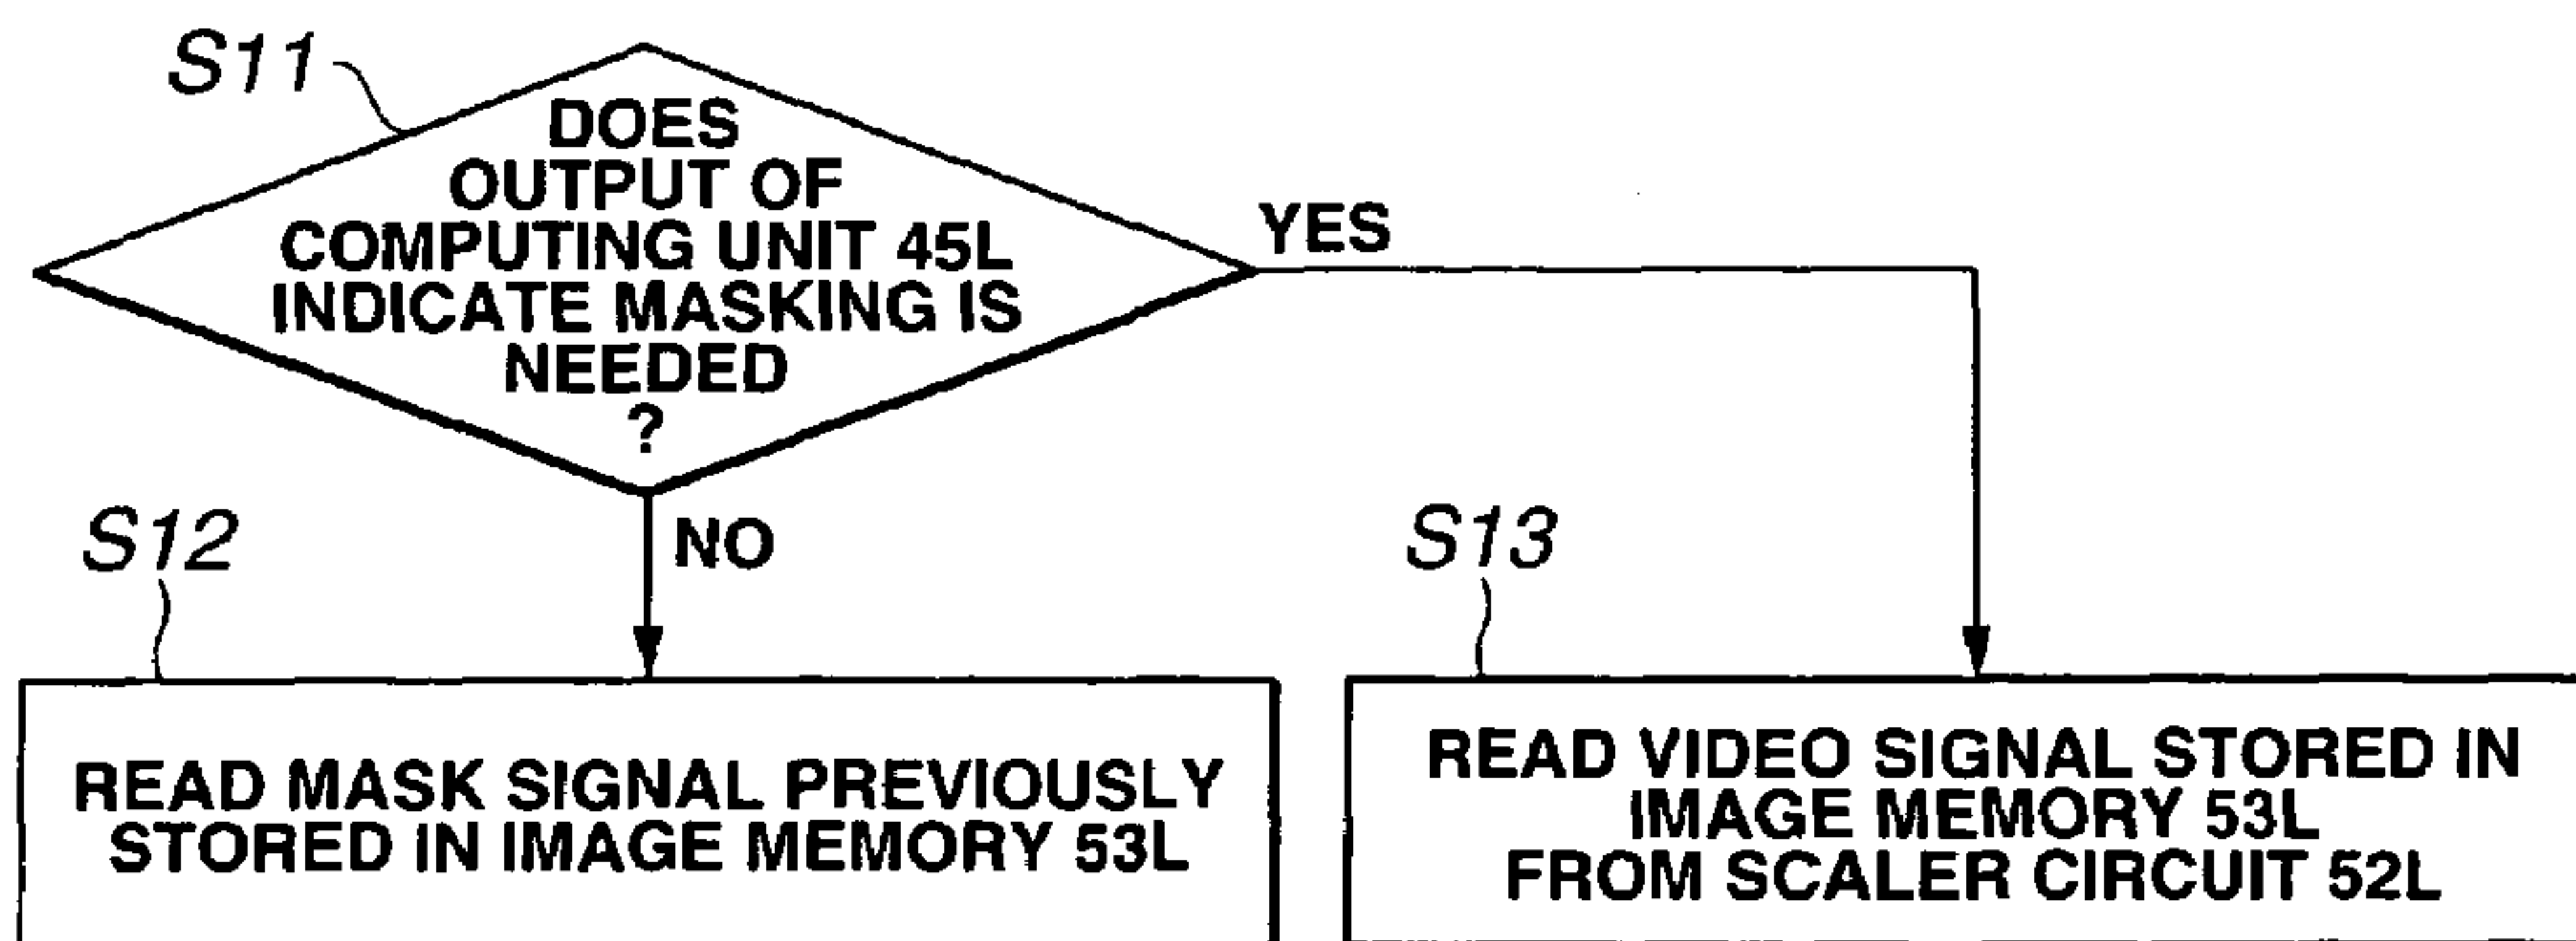 S11
DOES
OUTPUT OF
COMPUTING UNIT 45L
INDICATE MASKING IS
NEEDED
?
YES
NO
S12
READ MASK SIGNAL PREVIOUSLY
STORED IN IMAGE MEMORY 53L
S13
READ VIDEO SIGNAL STORED IN
IMAGE MEMORY 53L
FROM SCALER CIRCUIT 52L